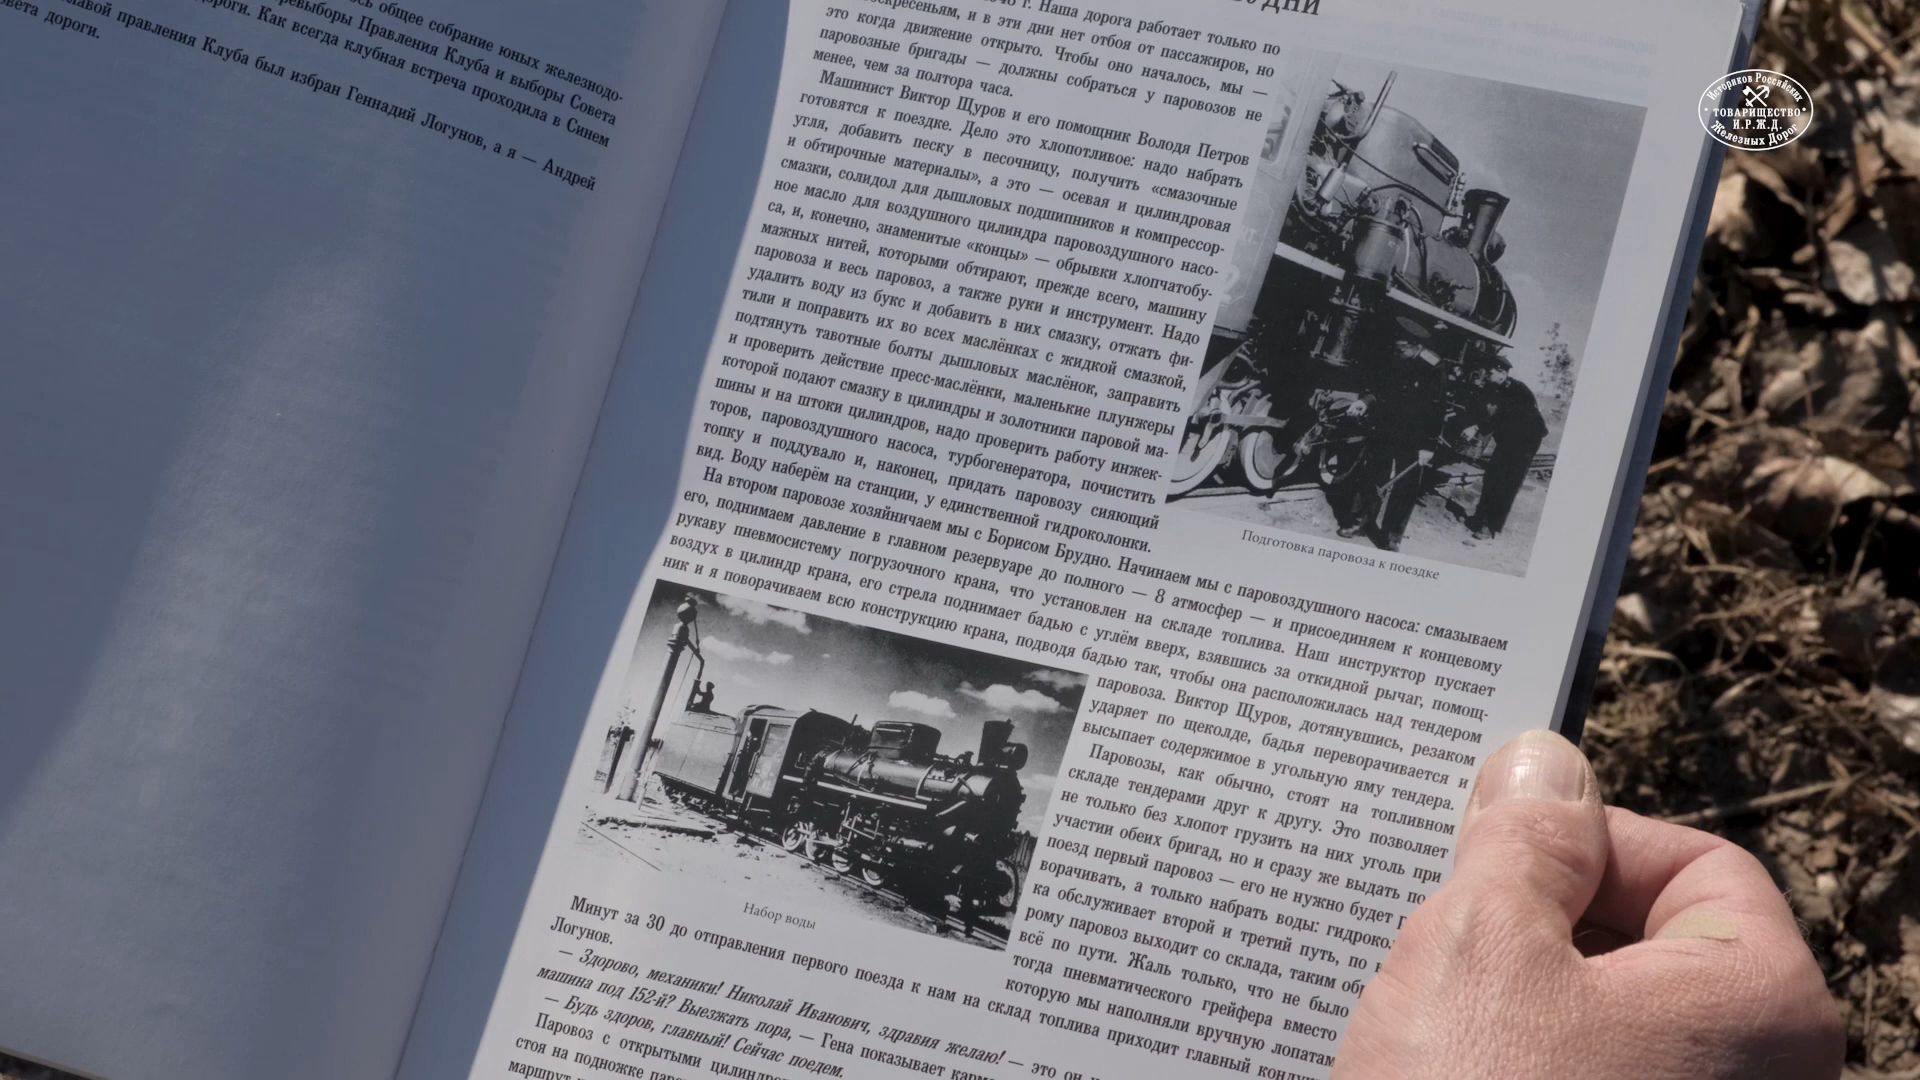 общее собрание юных железнодо-
перевыборы Правления Клуба и выборы Совета
дороги. Как всегда клубная встреча проходила в Синем
главой правления Клуба был избран Геннадий Логунов, а я — Андрей
дороги.
ДНИ
г. Наша дорога работает только по
воскресеньям, и в эти дни нет отбоя от пассажиров, но
это когда движение открыто. Чтобы оно началось, мы —
паровозные бригады — должны собраться у паровозов не
менее, чем за полтора часа.
Машинист Виктор Щуров и его помощник Володя Петров
готовятся к поездке. Дело это хлопотливое: надо набрать
угля, добавить песку в песочницу, получить «смазочные
и обтирочные материалы», а это — осевая и цилиндровая
смазки, солидол для дышловых подшипников и компрессор-
ное масло для воздушного цилиндра паровоздушного насо-
са, и, конечно, знаменитые «концы» — обрывки хлопчатобу-
мажных нитей, которыми обтирают, прежде всего, машину
паровоза и весь паровоз, а также руки и инструмент. Надо
удалить воду из букс и добавить в них смазку, отжать фи-
тили и поправить их во всех маслёнках с жидкой смазкой,
подтянуть тавотные болты дышловых маслёнок, заправить
и проверить действие пресс-маслёнки, маленькие плунжеры
которой подают смазку в цилиндры и золотники паровой ма-
шины и на штоки цилиндров, надо проверить работу инжек-
торов, паровоздушного насоса, турбогенератора, почистить
топку и поддувало и, наконец, придать паровозу сияющий
вид. Воду наберём на станции, у единственной гидроколонки.
Подготовка паровоза к поездке
На втором паровозе хозяйничаем мы с Борисом Брудно. Начинаем мы с паровоздушного насоса: смазываем
его, поднимаем давление в главном резервуаре до полного — 8 атмосфер — и присоединяем к концевому
рукаву пневмосистему погрузочного крана, что установлен на складе топлива. Наш инструктор пускает
воздух в цилиндр крана, его стрела поднимает бадью с углём вверх, взявшись за откидной рычаг, помощ-
ник и я поворачиваем всю конструкцию крана, подводя бадью так, чтобы она расположилась над тендером
паровоза. Виктор Щуров, дотянувшись, резаком
ударяет по щеколде, бадья переворачивается и
высыпает содержимое в угольную яму тендера.
Паровозы, как обычно, стоят на топливном
складе тендерами друг к другу. Это позволяет
не только без хлопот грузить на них уголь при
участии обеих бригад, но и сразу же выдать по
поезд первый паровоз — его не нужно будет
ворачивать, а только набрать воды:
ка обслуживает второй и третий путь, по
рому паровоз выходит со склада, таким
всё по пути. Жаль только, что не было
тогда пневматического грейфера вместо
которую мы наполняли вручную
Набор воды
Минут за 30 до отправления первого поезда к нам на склад топлива приходит главный
Логунов.
— Здорово, механики! Николай Иванович, здравия желаю! — это он
машина под 152-й? Выезжать пора, — Гена показывает
— Будь здоров, главный! Сейчас поедем.
Паровоз с открытыми
стоя на подножке
маршрут
Историков Российских
ТОВАРИЩЕСТВО
И.Р.Ж.Д.
Железных Дорог